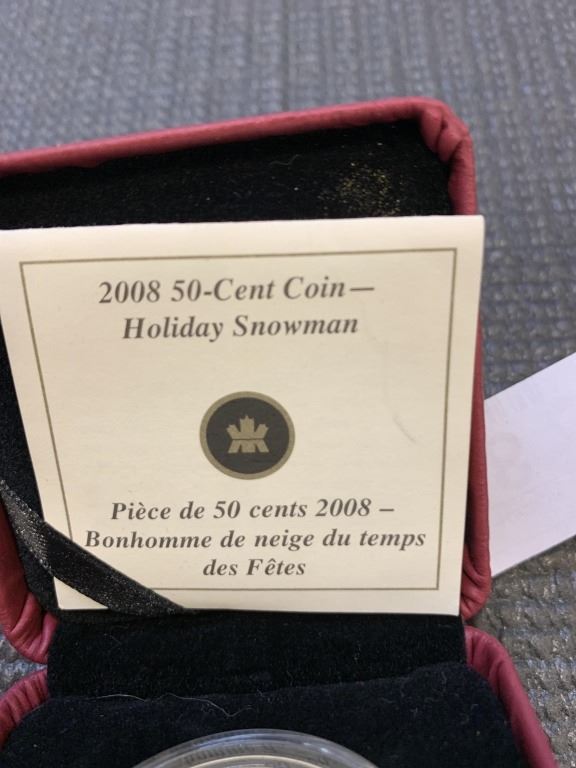 2008 50-Cent Coin—
Holiday Snowman
Pièce de 50 cents 2008 –
Bonhomme de neige du temps
des Fêtes